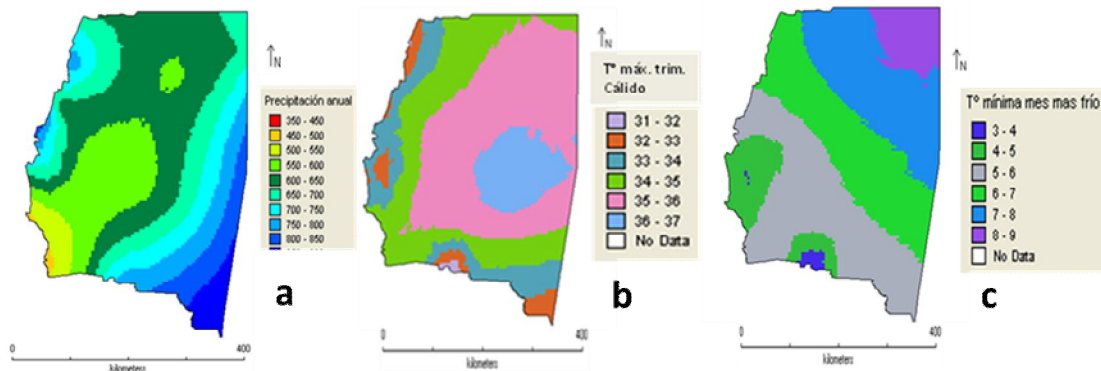 N
Precipitación anual
350 - 450
450 - 500
500 - 550
550 - 600
600 - 650
650 - 700
700 - 750
750 - 800
800 - 850
a
0
400
kilometers
N
Tº máx. trim.
Cálido
31 - 32
32 - 33
33 - 34
34 - 35
35 - 36
36 - 37
No Data
b
0
400
kilometers
N
Tº mínima mes mas frío
3 - 4
4 - 5
5 - 6
6 - 7
7 - 8
8 - 9
No Data
c
0
400
kilometers